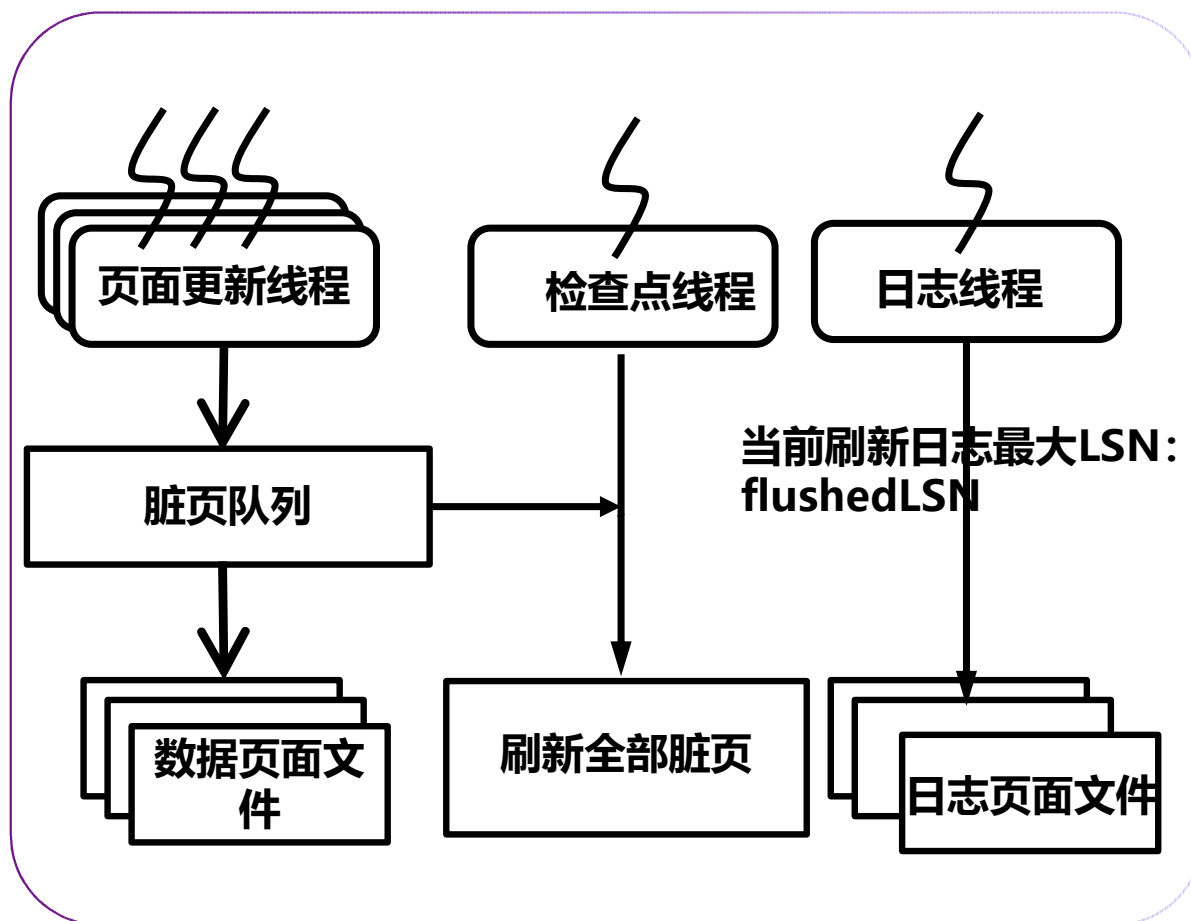 页面更新线程
检查点线程
日志线程
当前刷新日志最大LSN：
flushedLSN
脏页队列
数据页面文
件
刷新全部脏页
日志页面文件